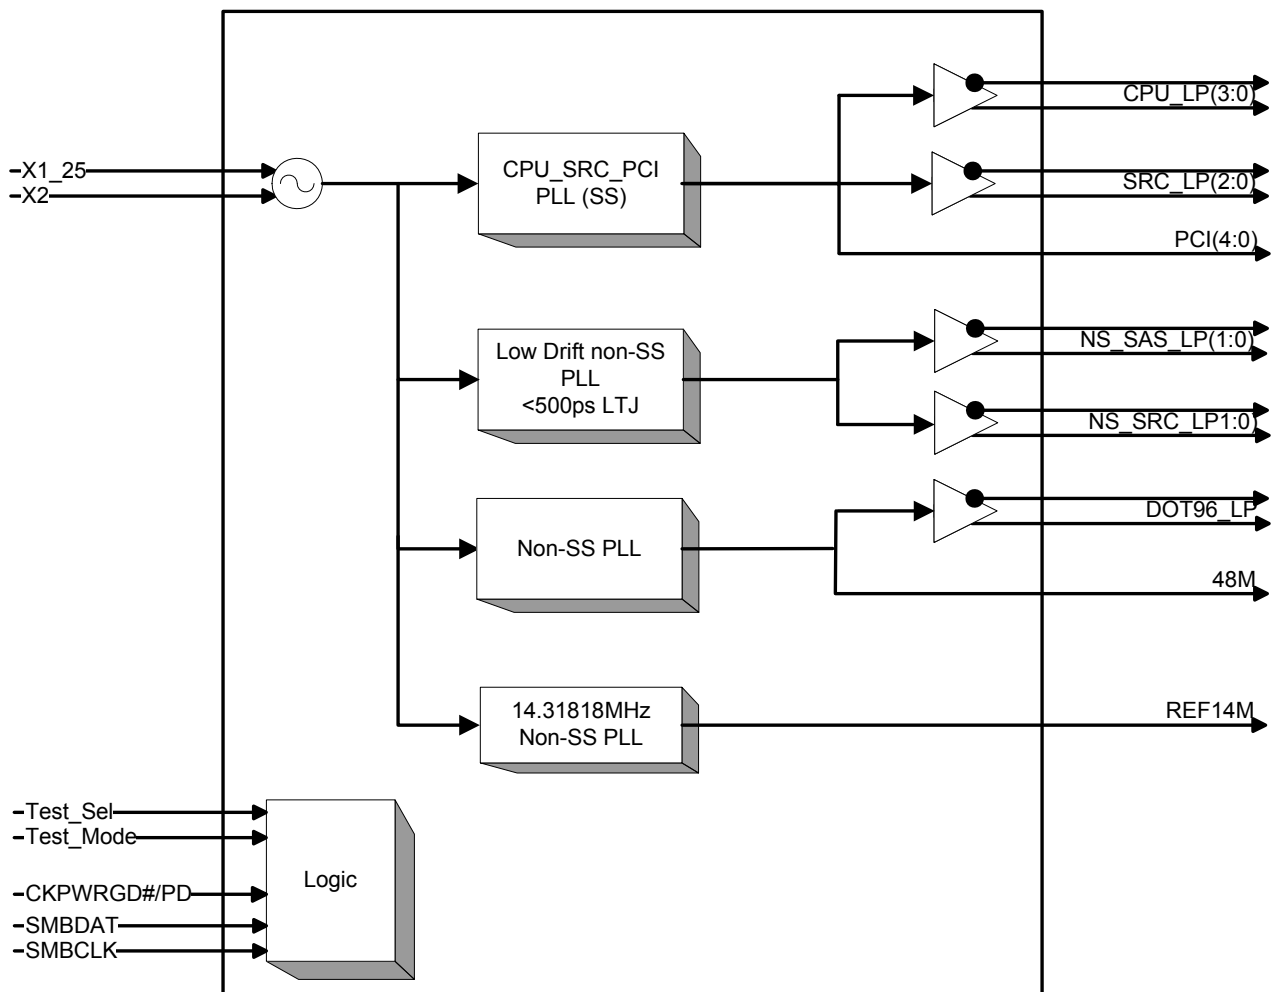 CPU_LP(3:0)
X1_25
X2
CPU_SRC_PCI
PLL (SS)
SRC_LP(2:0)
PCI(4:0)
Low Drift non-SS
PLL
<500ps LTJ
NS_SAS_LP(1:0)
NS_SRC_LP1:0)
Non-SS PLL
DOT96_LP
48M
14.31818MHz
Non-SS PLL
REF14M
Test_Sel
Test_Mode
CKPWRGD#/PD
SMBDAT
SMBCLK
Logic